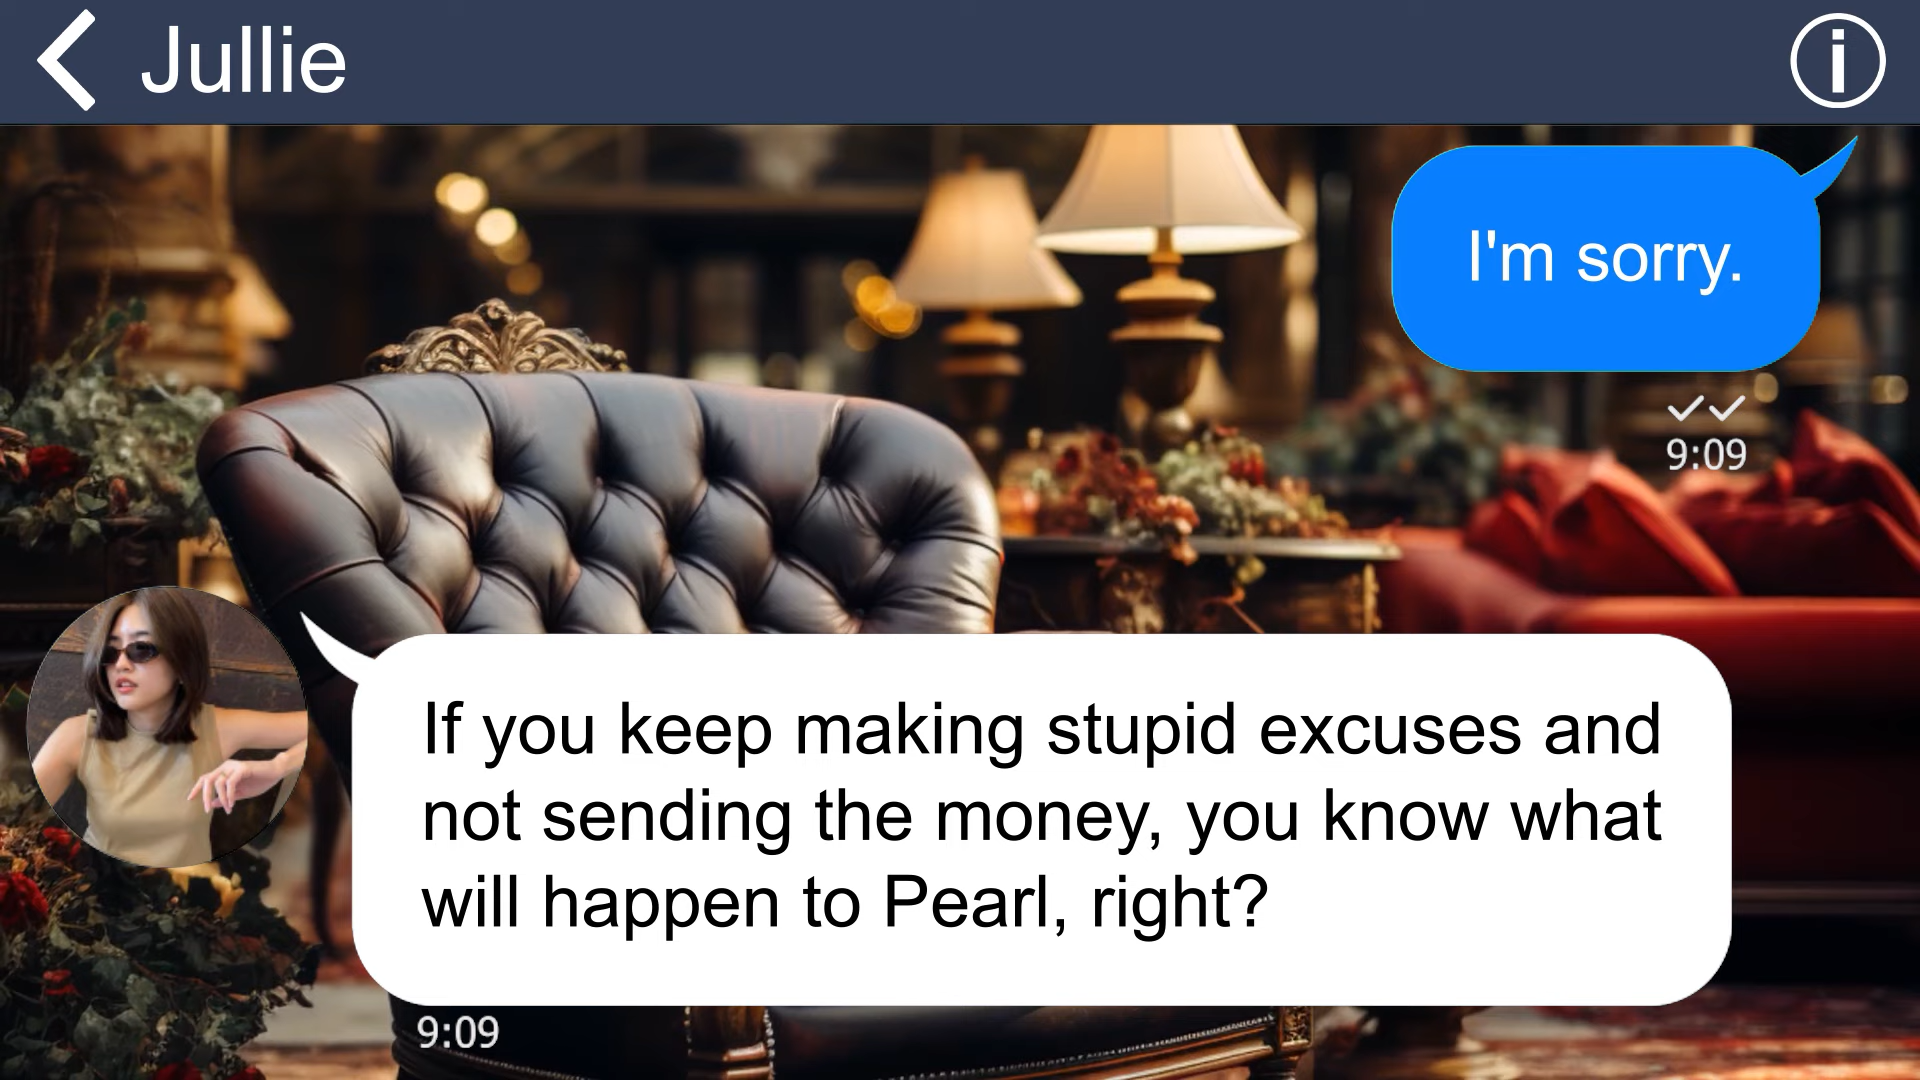 Jullie
I'm sorry.
9:09
If you keep making stupid excuses and
not sending the money, you know what
will happen to Pearl, right?
9:09